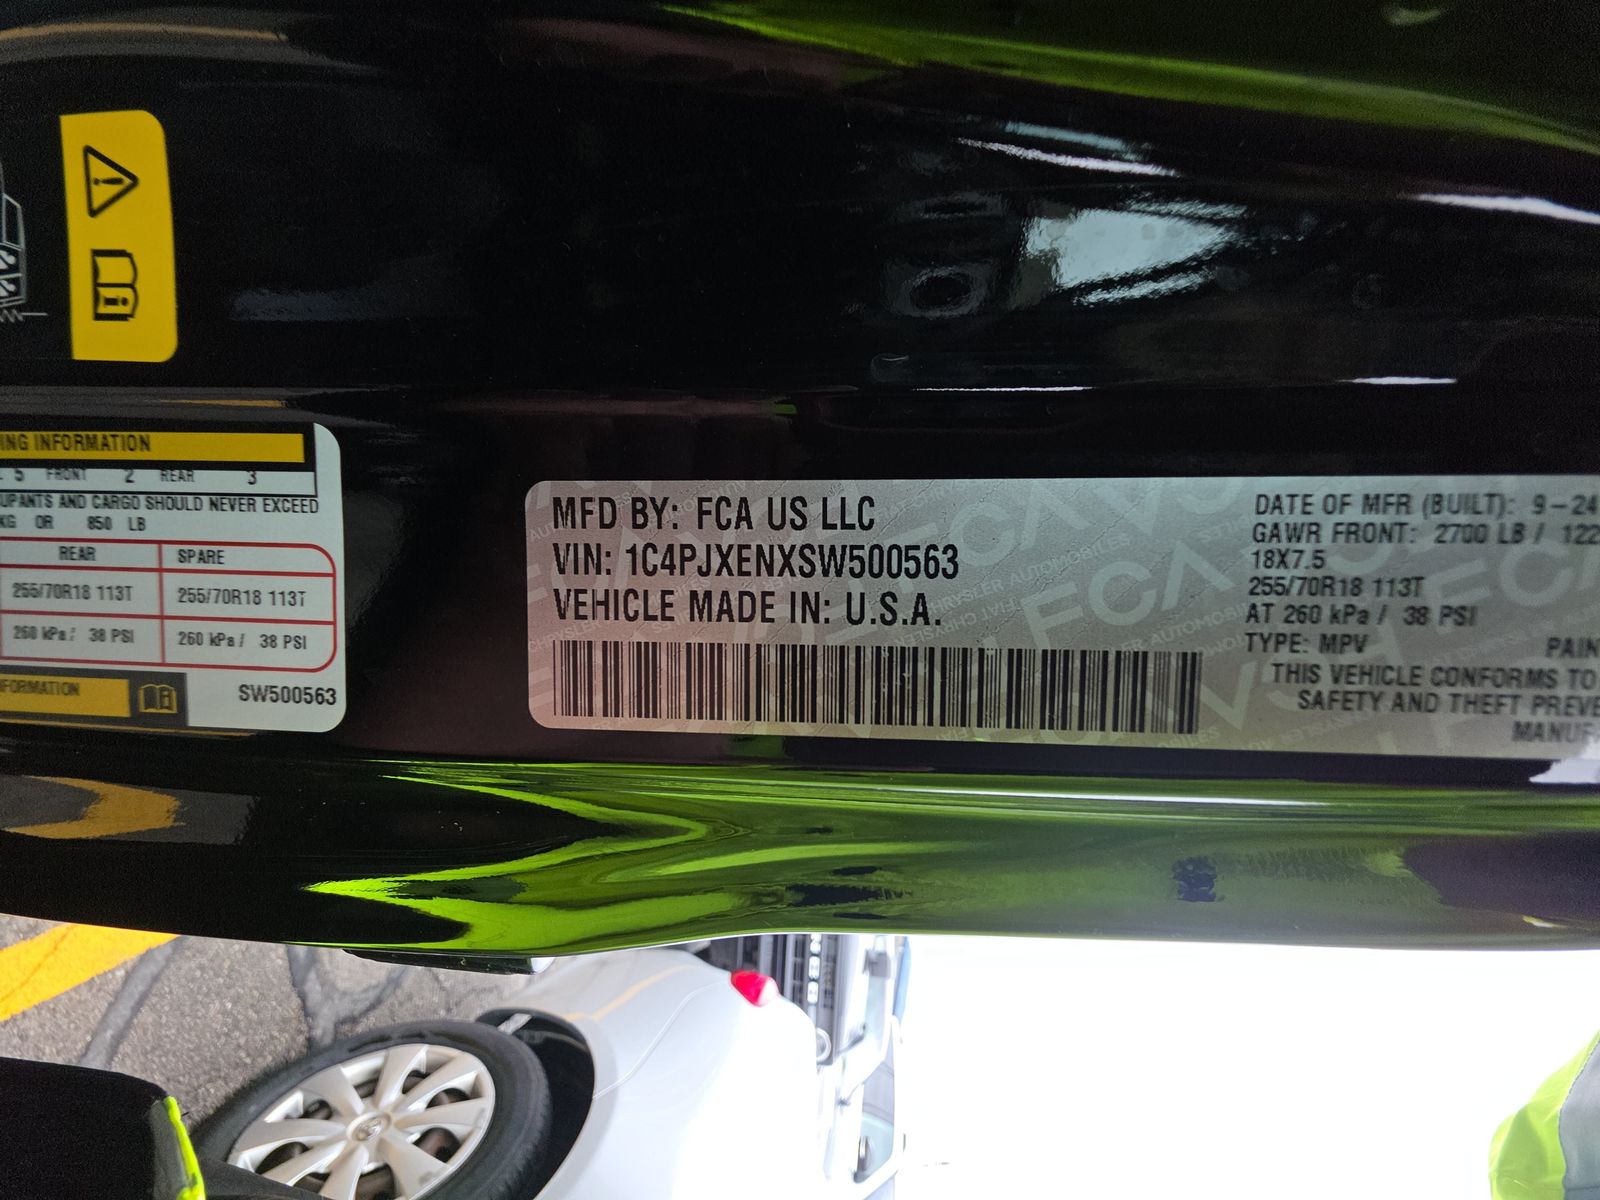 ING INFORMATION
5 FRONT 2 REAR 3
UPANTS AND CARGO SHOULD NEVER EXCEED
KG OR 850 LB
REAR SPARE
255/70R18 113T 255/70R18 113T
260 kPa / 38 PSI 260 kPa / 38 PSI
FORMATION
SW500563
MFD BY: FCA US LLC
VIN: 1C4PJXENXSW500563
VEHICLE MADE IN: U.S.A.
DATE OF MFR (BUILT): 9-24
GAWR FRONT: 2700 LB / 122
18X7.5
255/70R18 113T
AT 260 kPa / 38 PSI
TYPE: MPV PAIN
THIS VEHICLE CONFORMS TO
SAFETY AND THEFT PREVE
MANUF